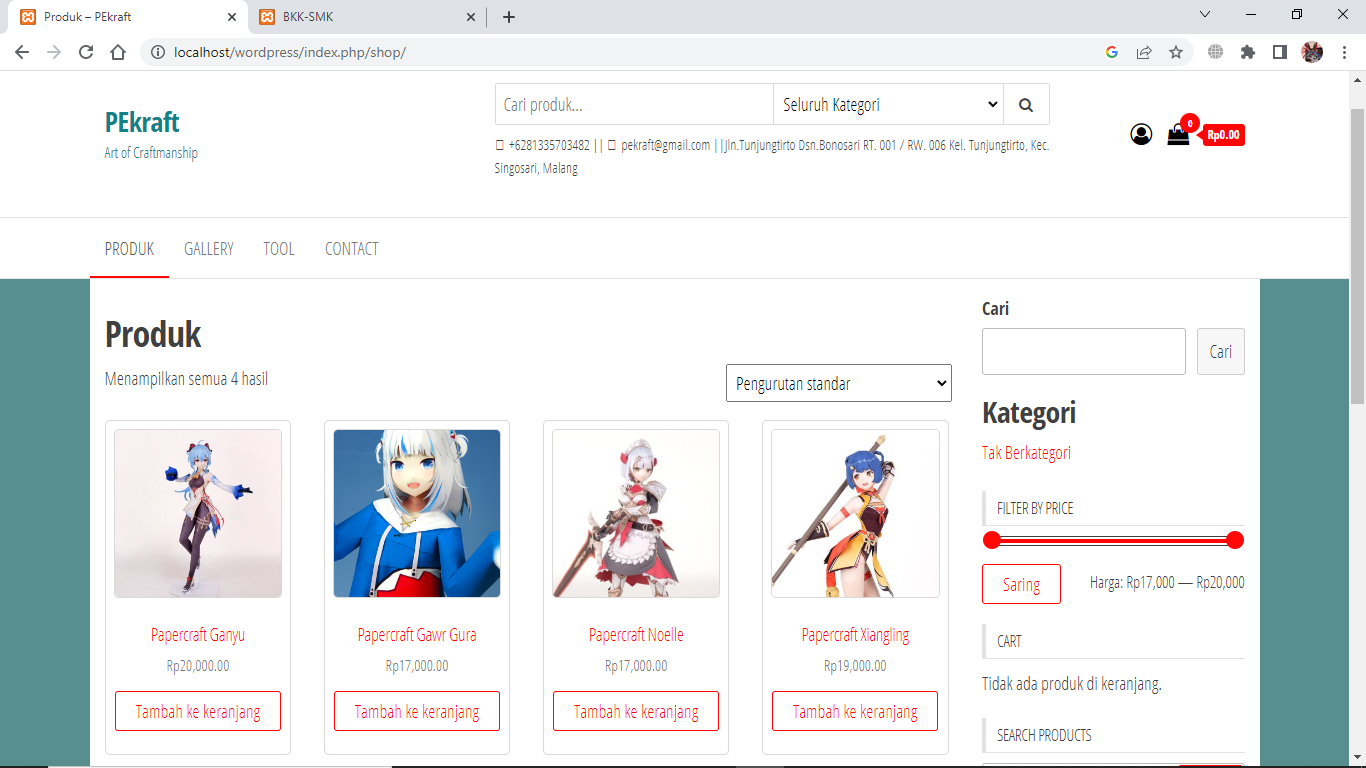 Produk – PEkraft
BKK-SMK
localhost/wordpress/index.php/shop/
PEkraft
Art of Craftmanship
Cari produk...
Seluruh Kategori
+6281335703482 || pekraft@gmail.com ||Jln.Tunjungtirto Dsn.Bonosari RT. 001 / RW. 006 Kel. Tunjungtirto, Kec.
Singosari, Malang
0
Rp0.00
PRODUK GALLERY TOOL CONTACT
Produk
Menampilkan semua 4 hasil
Pengurutan standar
Papercraft Ganyu
Rp20,000.00
Tambah ke keranjang
Papercraft Gawr Gura
Rp17,000.00
Tambah ke keranjang
Papercraft Noelle
Rp17,000.00
Tambah ke keranjang
Papercraft Xiangling
Rp19,000.00
Tambah ke keranjang
Cari
Cari
Kategori
Tak Berkategori
FILTER BY PRICE
Saring
Harga: Rp17,000 — Rp20,000
CART
Tidak ada produk di keranjang.
SEARCH PRODUCTS